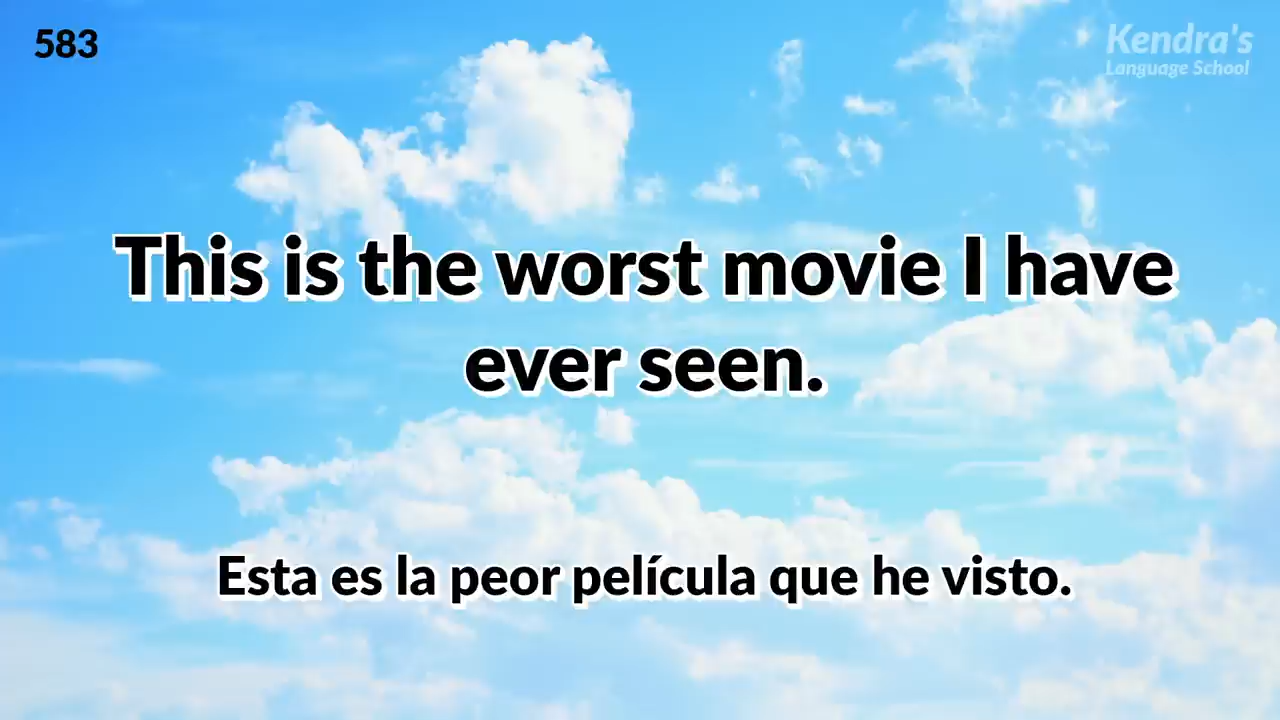 583
Kendra's
Language School
This is the worst movie I have
ever seen.
Esta es la peor película que he visto.